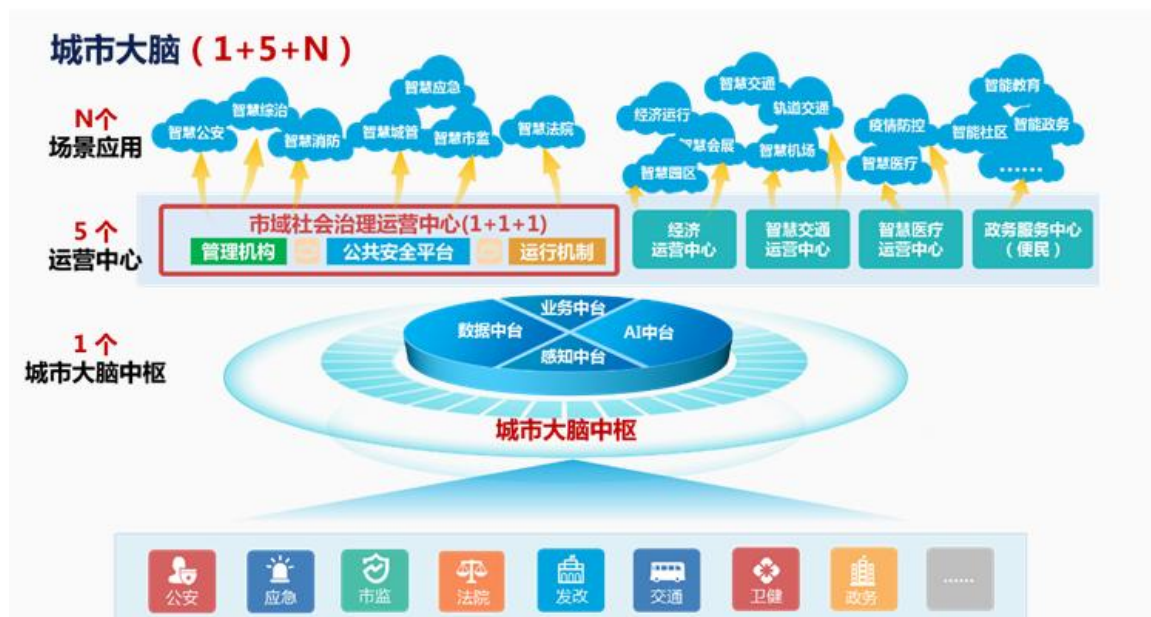 城市大脑（1+5+N）
N个
场景应用
智慧公安
智慧综治
智慧消防
智慧城管
智慧应急
智慧市监
智慧法院
经济运行
智慧会展
智慧园区
智慧交通
轨道交通
智慧机场
疫情防控
智慧医疗
智能教育
智能社区
智能政务
......
5个
运营中心
市域社会治理运营中心(1+1+1)
管理机构
公共安全平台
运行机制
经济
运营中心
智慧交通
运营中心
智慧医疗
运营中心
政务服务中心
（便民）
1个
城市大脑中枢
业务中台
数据中台
AI中台
感知中台
城市大脑中枢
公安
应急
市监
法院
发改
交通
卫健
政务
......